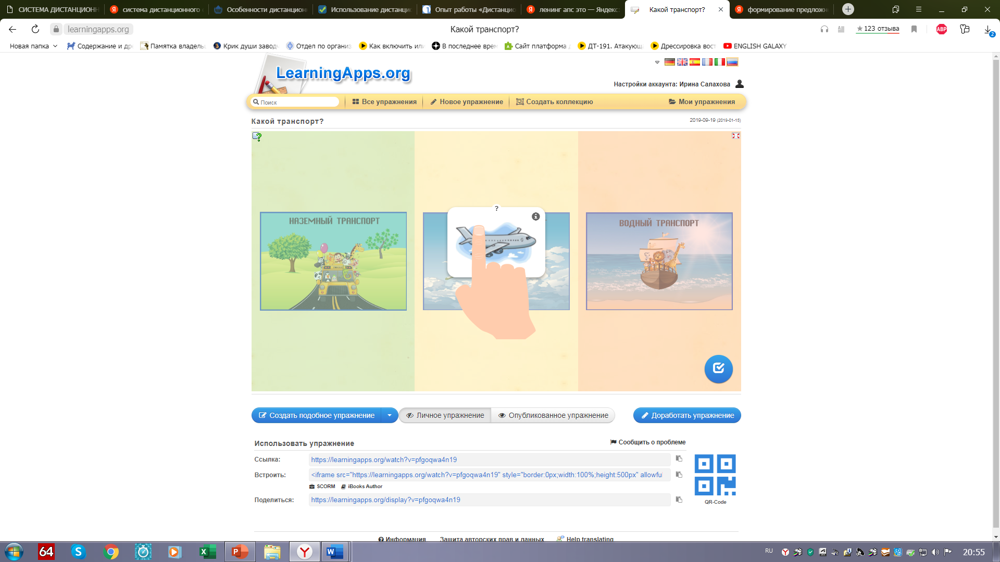 СИСТЕМА ДИСТАНЦИОНН
система дистанционного
Особенности дистанцион
Использование дистанци
Опыт работы «Дистанцио
ленинг апс это — Яндекс:
Какой транспорт?
формирование предложн
learningapps.org
Какой транспорт?
123 отзыва
ABP
2
Новая папка
Содержание и др
Памятка владель
Крик души завод
Отдел по организ
Как включить или
В последнее врем
Сайт платформа д
ДТ-191. Атакующ
Дрессировка вост
ENGLISH GALAXY
LearningApps.org
Настройки аккаунта: Ирина Салахова
Поиск
Все упражнения
Новое упражнение
Создать коллекцию
Мои упражнения
Какой транспорт?
2019-09-19 (2019-01-15)
?
НАЗЕМНЫЙ ТРАНСПОРТ
ВОДНЫЙ ТРАНСПОРТ
Создать подобное упражнение
Личное упражнение
Опубликованное упражнение
Доработать упражнение
Использовать упражнение
Сообщить о проблеме
Ссылка:
https://learningapps.org/watch?v=pfgoqwa4n19
Встроить:
<iframe src="https://learningapps.org/watch?v=pfgoqwa4n19" style="border:0px;width:100%;height:500px" allowful
SCORM
iBooks Author
Поделиться:
https://learningapps.org/display?v=pfgoqwa4n19
QR-Code
Информация
Защита авторских прав и данных
Help translating
64
RU
20:55